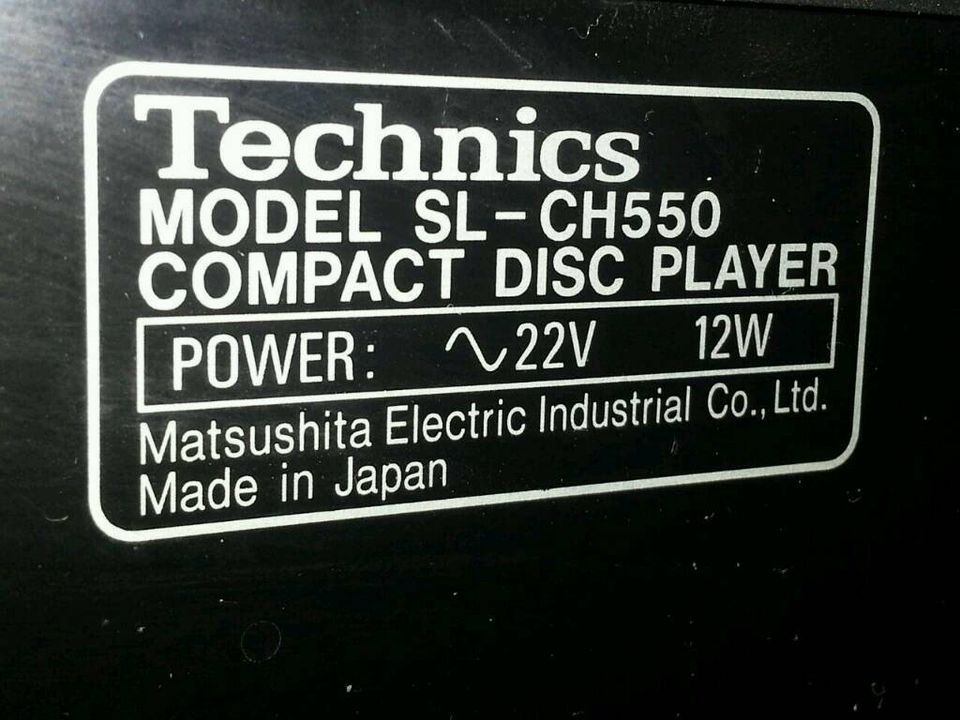 Technics
MODEL SL-CH550
COMPACT DISC PLAYER
POWER: ∿22V 12W
Matsushita Electric Industrial Co., Ltd.
Made in Japan